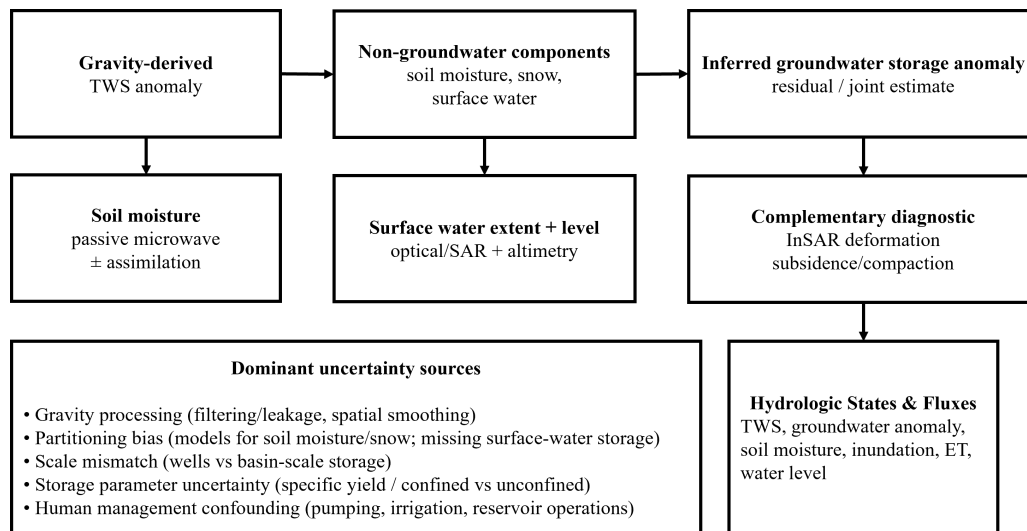 Gravity-derived
TWS anomaly
Non-groundwater components
soil moisture, snow,
surface water
Inferred groundwater storage anomaly
residual / joint estimate
Soil moisture
passive microwave
± assimilation
Surface water extent + level
optical/SAR + altimetry
Complementary diagnostic
InSAR deformation
subsidence/compaction
Dominant uncertainty sources
• Gravity processing (filtering/leakage, spatial smoothing)
• Partitioning bias (models for soil moisture/snow; missing surface-water storage)
• Scale mismatch (wells vs basin-scale storage)
• Storage parameter uncertainty (specific yield / confined vs unconfined)
• Human management confounding (pumping, irrigation, reservoir operations)
Hydrologic States & Fluxes
TWS, groundwater anomaly,
soil moisture, inundation, ET,
water level